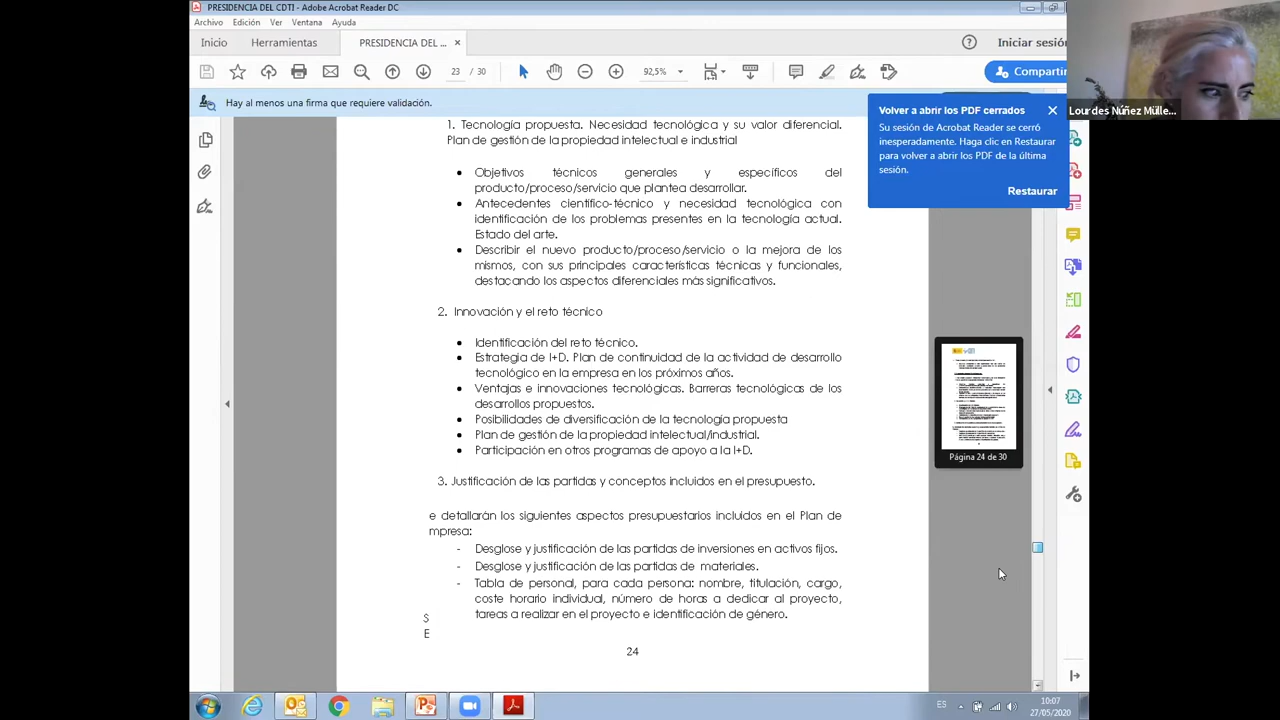 PRESIDENCIA DEL CDTI - Adobe Acrobat Reader DC
Archivo Edición Ver Ventana Ayuda
Inicio Herramientas PRESIDENCIA DEL ... × Iniciar sesión
23 / 30 92,5% Compartir
Lourdes Núñez Mülle...
Hay al menos una firma que requiere validación.
Volver a abrir los PDF cerrados
Su sesión de Acrobat Reader se cerró
inesperadamente. Haga clic en Restaurar
para volver a abrir los PDF de la última
sesión.
Restaurar
1. Tecnología propuesta. Necesidad tecnológica y su valor diferencial.
Plan de gestión de la propiedad intelectual e industrial
• Objetivos técnicos generales y específicos del
producto/proceso/servicio que plantea desarrollar.
• Antecedentes científico-técnico y necesidad tecnológica con
identificación de los problemas presentes en la tecnología actual.
Estado del arte.
• Describir el nuevo producto/proceso/servicio o la mejora de los
mismos, con sus principales características técnicas y funcionales,
destacando los aspectos diferenciales más significativos.
2. Innovación y el reto técnico
• Identificación del reto técnico.
• Estrategia de I+D. Plan de continuidad de la actividad de desarrollo
tecnológico en la empresa en los próximos años.
• Ventajas e innovaciones tecnológicas. Barreras tecnológicas de los
desarrollos propuestos.
• Posibilidades de diversificación de la tecnología propuesta
• Plan de gestión de la propiedad intelectual/industrial.
• Participación en otros programas de apoyo a la I+D.
3. Justificación de las partidas y conceptos incluidos en el presupuesto.
e detallarán los siguientes aspectos presupuestarios incluidos en el Plan de
mpresa:
- Desglose y justificación de las partidas de inversiones en activos fijos.
- Desglose y justificación de las partidas de materiales.
- Tabla de personal, para cada persona: nombre, titulación, cargo,
coste horario individual, número de horas a dedicar al proyecto,
tareas a realizar en el proyecto e identificación de género.
S
E
24
Página 24 de 30
ES 10:07
27/05/2020